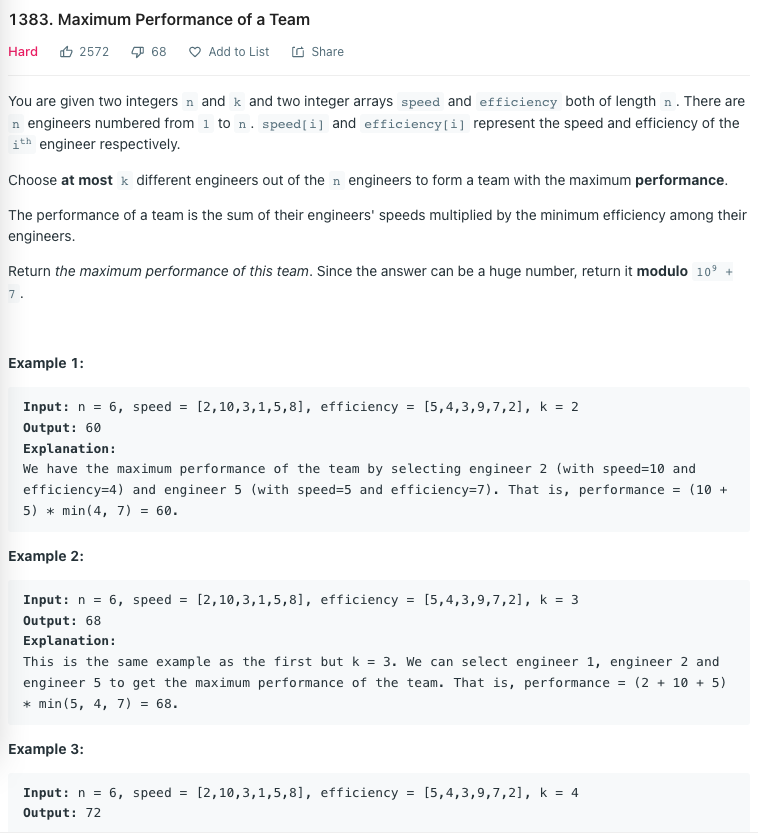 1383. Maximum Performance of a Team
Hard 2572 68 Add to List Share
You are given two integers n and k and two integer arrays speed and efficiency both of length n. There are
n engineers numbered from 1 to n. speed[i] and efficiency[i] represent the speed and efficiency of the
iᵗʰ engineer respectively.
Choose at most k different engineers out of the n engineers to form a team with the maximum performance.
The performance of a team is the sum of their engineers' speeds multiplied by the minimum efficiency among their
engineers.
Return the maximum performance of this team. Since the answer can be a huge number, return it modulo 10⁹ +
7.
Example 1:
Input: n = 6, speed = [2,10,3,1,5,8], efficiency = [5,4,3,9,7,2], k = 2
Output: 60
Explanation:
We have the maximum performance of the team by selecting engineer 2 (with speed=10 and
efficiency=4) and engineer 5 (with speed=5 and efficiency=7). That is, performance = (10 +
5) * min(4, 7) = 60.
Example 2:
Input: n = 6, speed = [2,10,3,1,5,8], efficiency = [5,4,3,9,7,2], k = 3
Output: 68
Explanation:
This is the same example as the first but k = 3. We can select engineer 1, engineer 2 and
engineer 5 to get the maximum performance of the team. That is, performance = (2 + 10 + 5)
* min(5, 4, 7) = 68.
Example 3:
Input: n = 6, speed = [2,10,3,1,5,8], efficiency = [5,4,3,9,7,2], k = 4
Output: 72